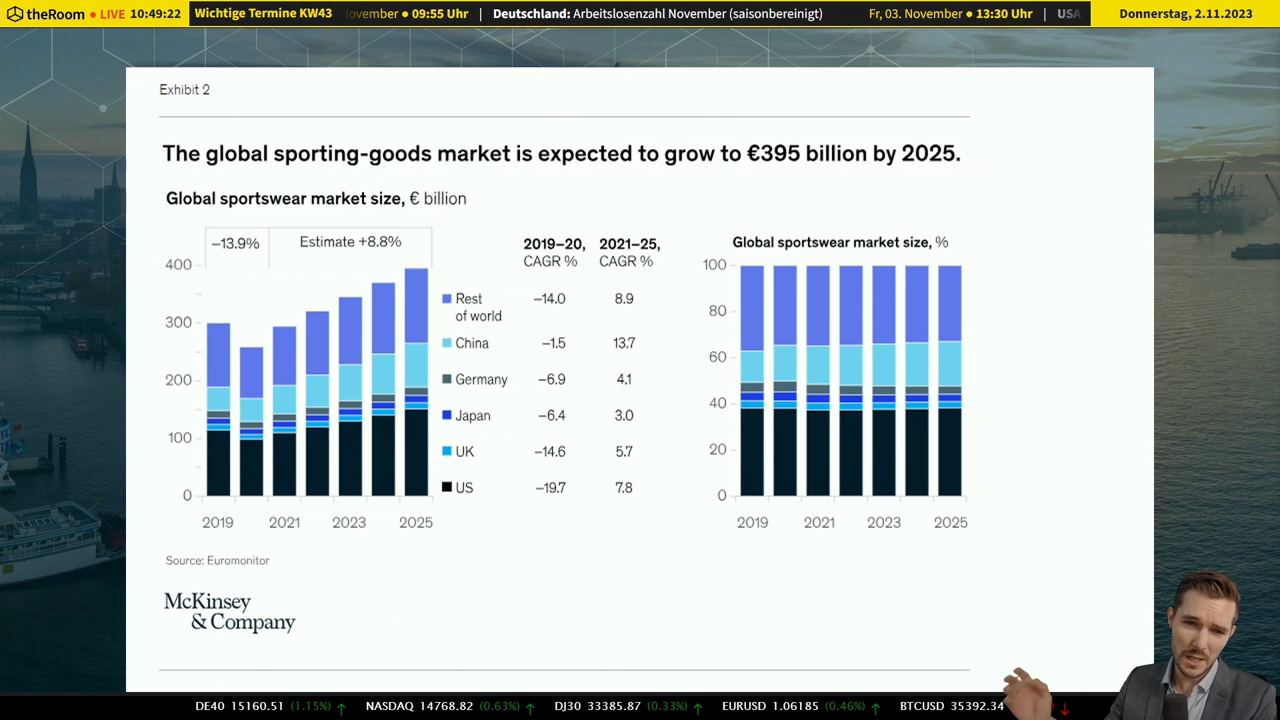 theRoom • LIVE 10:49:22
Wichtige Termine KW43
ovember • 09:55 Uhr | Deutschland: Arbeitslosenzahl November (saisonbereinigt)
Fr, 03. November • 13:30 Uhr | USA
Donnerstag, 2.11.2023
Exhibit 2
The global sporting-goods market is expected to grow to €395 billion by 2025.
Global sportswear market size, € billion
–13.9%
Estimate +8.8%
400
300
200
100
0
2019
2021
2023
2025
2019–20, 2021–25,
CAGR % CAGR %
Rest
of world –14.0 8.9
China –1.5 13.7
Germany –6.9 4.1
Japan –6.4 3.0
UK –14.6 5.7
US –19.7 7.8
Global sportswear market size, %
100
80
60
40
20
0
2019
2021
2023
2025
Source: Euromonitor
McKinsey
& Company
DE40 15160.51 (1.15%) ↑ NASDAQ 14768.82 (0.63%) ↑ DJ30 33385.87 (0.33%) ↑ EURUSD 1.06185 (0.46%) ↑ BTCUSD 35392.34